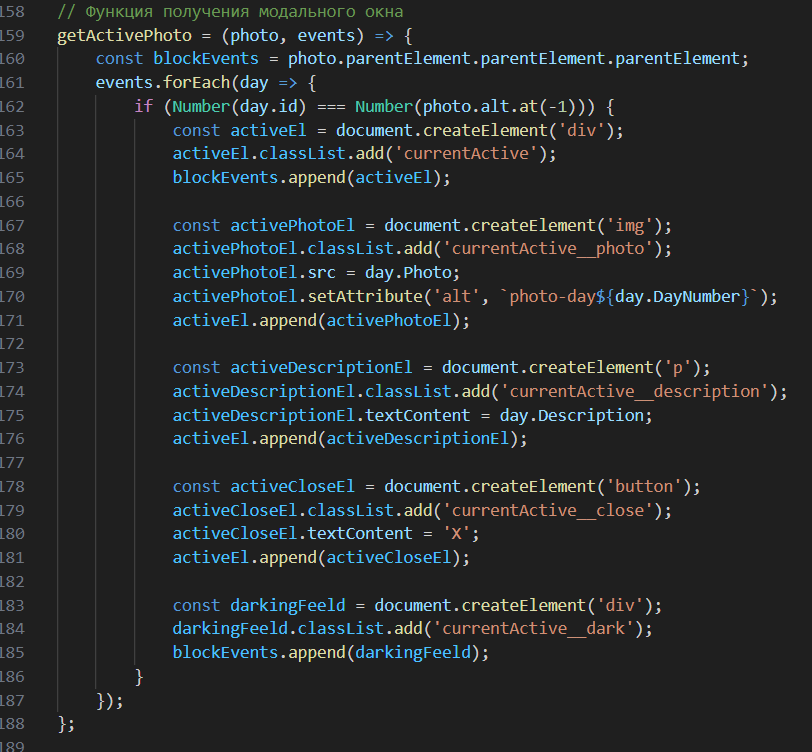 158 // Функция получения модального окна
159 getActivePhoto = (photo, events) => {
160 const blockEvents = photo.parentElement.parentElement.parentElement;
161 events.forEach(day => {
162 if (Number(day.id) === Number(photo.alt.at(-1))) {
163 const activeEl = document.createElement('div');
164 activeEl.classList.add('currentActive');
165 blockEvents.append(activeEl);
166
167 const activePhotoEl = document.createElement('img');
168 activePhotoEl.classList.add('currentActive__photo');
169 activePhotoEl.src = day.Photo;
170 activePhotoEl.setAttribute('alt', `photo-day${day.DayNumber}`);
171 activeEl.append(activePhotoEl);
172
173 const activeDescriptionEl = document.createElement('p');
174 activeDescriptionEl.classList.add('currentActive__description');
175 activeDescriptionEl.textContent = day.Description;
176 activeEl.append(activeDescriptionEl);
177
178 const activeCloseEl = document.createElement('button');
179 activeCloseEl.classList.add('currentActive__close');
180 activeCloseEl.textContent = 'X';
181 activeEl.append(activeCloseEl);
182
183 const darkingFeeld = document.createElement('div');
184 darkingFeeld.classList.add('currentActive__dark');
185 blockEvents.append(darkingFeeld);
186 }
187 });
188 };
189